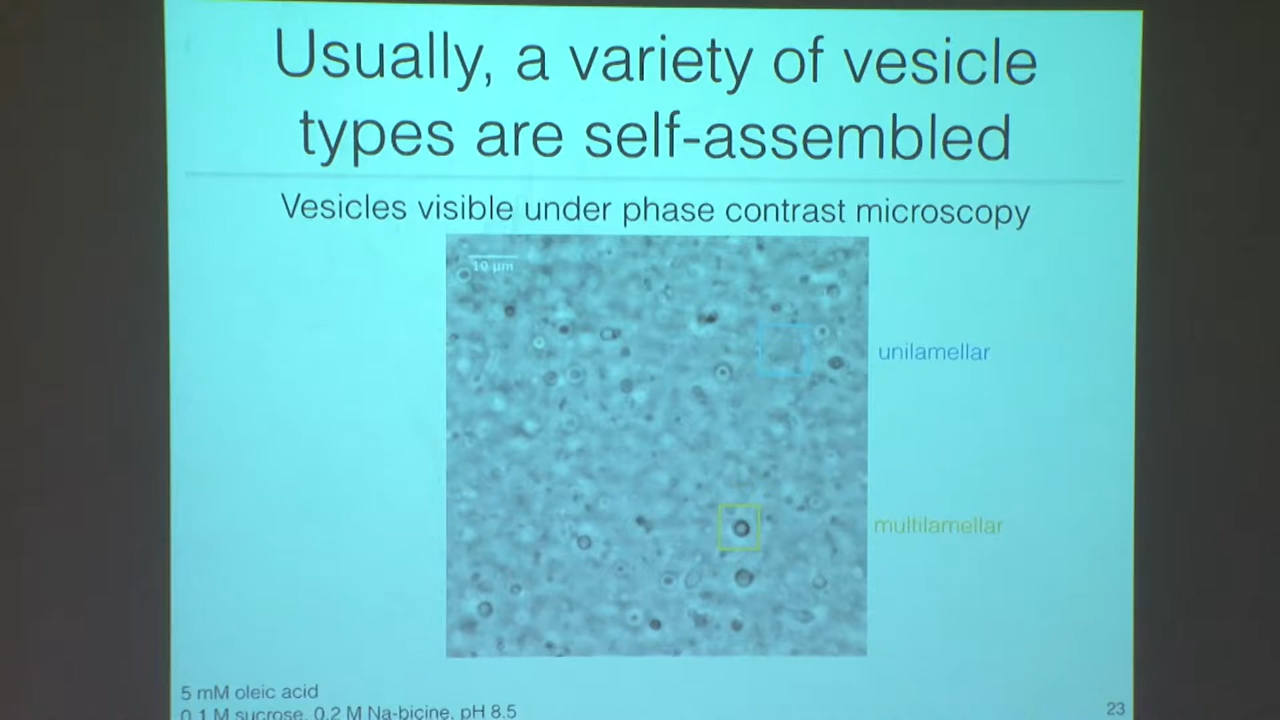 Usually, a variety of vesicle
types are self-assembled
Vesicles visible under phase contrast microscopy
10 µm
unilamellar
multilamellar
5 mM oleic acid
0.1 M sucrose, 0.2 M Na-bicine, pH 8.5
23